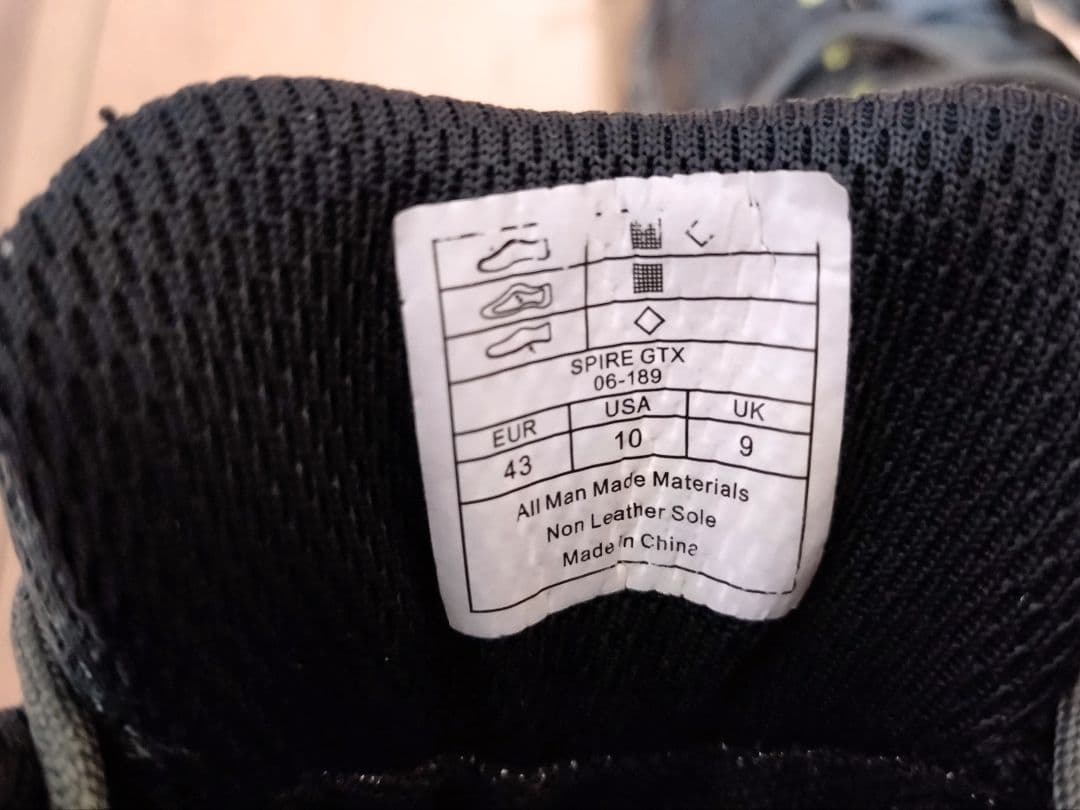 SPIRE GTX
06-189
EUR USA UK
43 10 9
All Man Made Materials
Non Leather Sole
Made In China